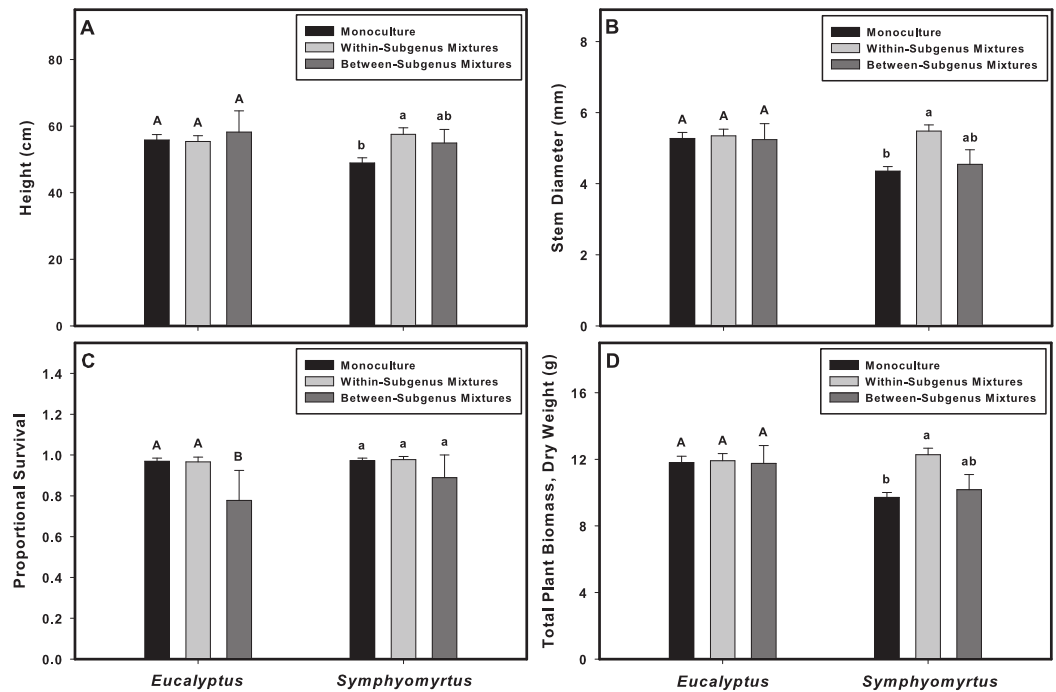 A
Monoculture
Within-Subgenus Mixtures
Between-Subgenus Mixtures
Height (cm)
80
60
40
20
0
A
A
A
b
a
ab
B
Monoculture
Within-Subgenus Mixtures
Between-Subgenus Mixtures
Stem Diameter (mm)
8
6
4
2
0
A
A
A
b
a
ab
C
Monoculture
Within-Subgenus Mixtures
Between-Subgenus Mixtures
Proportional Survival
1.4
1.2
1.0
0.8
0.6
0.4
0.2
0.0
A
A
B
a
a
a
Eucalyptus
Symphyomyrtus
D
Monoculture
Within-Subgenus Mixtures
Between-Subgenus Mixtures
Total Plant Biomass, Dry Weight (g)
16
12
8
4
0
A
A
A
b
a
ab
Eucalyptus
Symphyomyrtus